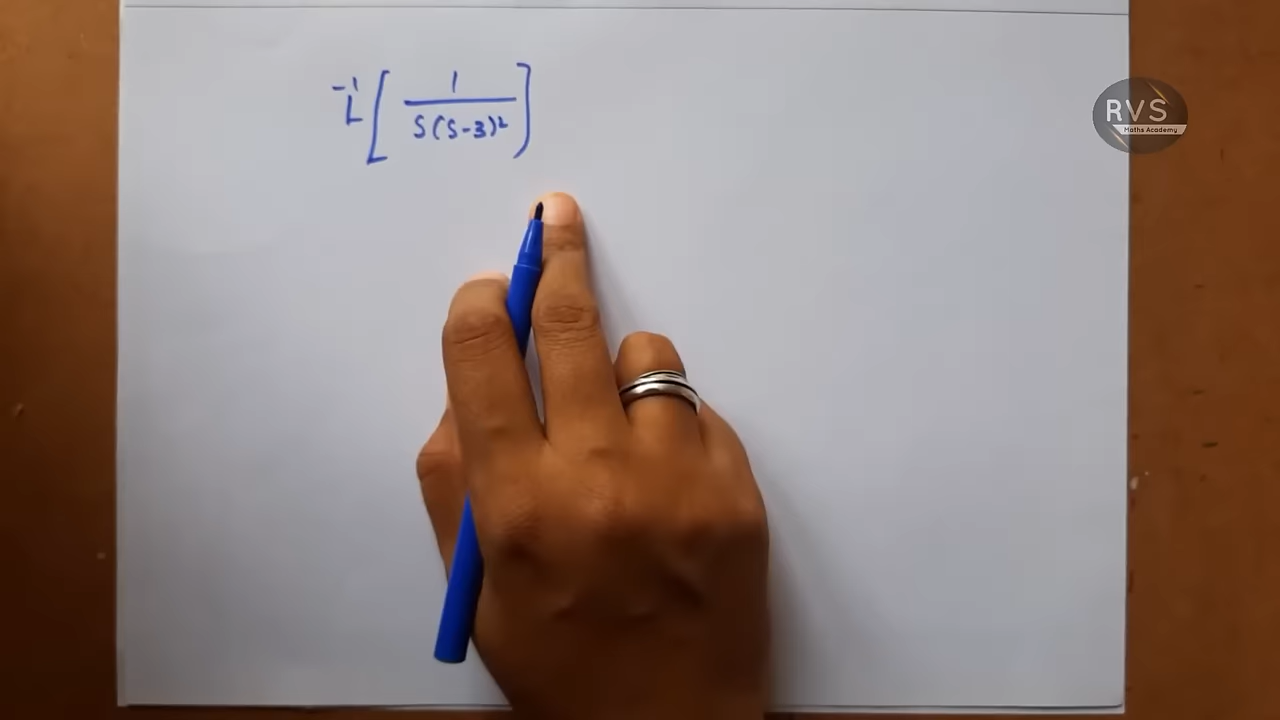 L⁻¹[ 1 / S(S-3)² ]
RVS
Maths Academy